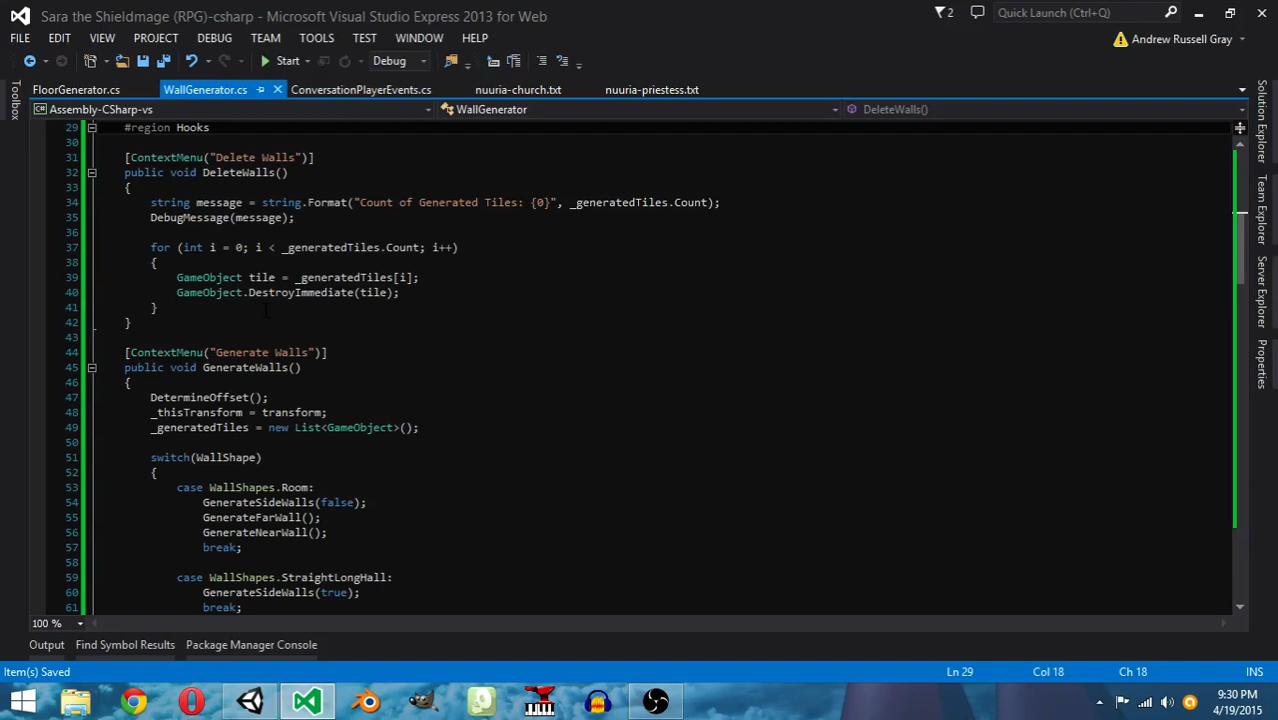 Sara the Shieldmage (RPG)-csharp - Microsoft Visual Studio Express 2013 for Web
2
Quick Launch (Ctrl+Q)
FILE EDIT VIEW PROJECT DEBUG TEAM TOOLS TEST WINDOW HELP
Andrew Russell Gray
Start
Debug
FloorGenerator.cs WallGenerator.cs ConversationPlayerEvents.cs nuuria-church.txt nuuria-priestess.txt
Assembly-CSharp-vs WallGenerator DeleteWalls()
Toolbox
29 #region Hooks
30
31 [ContextMenu("Delete Walls")]
32 public void DeleteWalls()
33 {
34 string message = string.Format("Count of Generated Tiles: {0}", _generatedTiles.Count);
35 DebugMessage(message);
36
37 for (int i = 0; i < _generatedTiles.Count; i++)
38 {
39 GameObject tile = _generatedTiles[i];
40 GameObject.DestroyImmediate(tile);
41 }
42 }
43
44 [ContextMenu("Generate Walls")]
45 public void GenerateWalls()
46 {
47 DetermineOffset();
48 _thisTransform = transform;
49 _generatedTiles = new List<GameObject>();
50
51 switch(WallShape)
52 {
53 case WallShapes.Room:
54 GenerateSideWalls(false);
55 GenerateFarWall();
56 GenerateNearWall();
57 break;
58
59 case WallShapes.StraightLongHall:
60 GenerateSideWalls(true);
61 break;
Solution Explorer
Team Explorer
Server Explorer
Properties
100 %
Output Find Symbol Results Package Manager Console
Item(s) Saved Ln 29 Col 18 Ch 18 INS
9:30 PM
4/19/2015